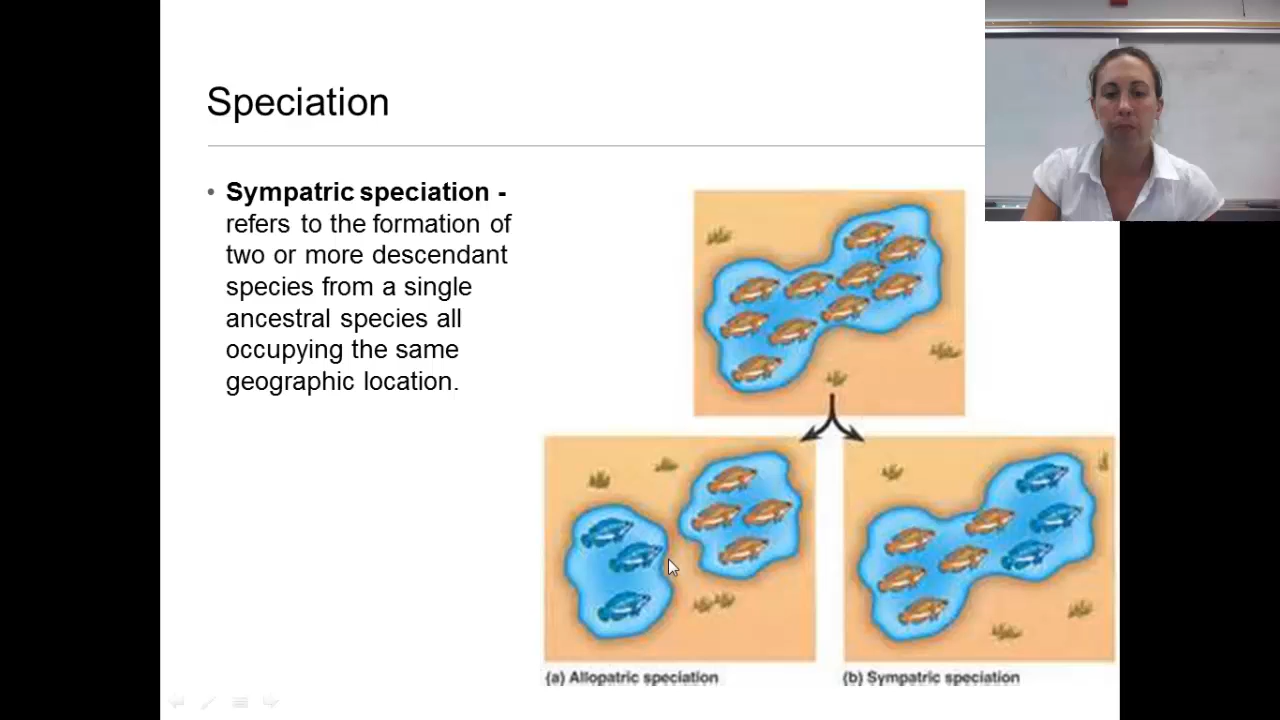 Speciation
• Sympatric speciation -
refers to the formation of
two or more descendant
species from a single
ancestral species all
occupying the same
geographic location.
(a) Allopatric speciation
(b) Sympatric speciation